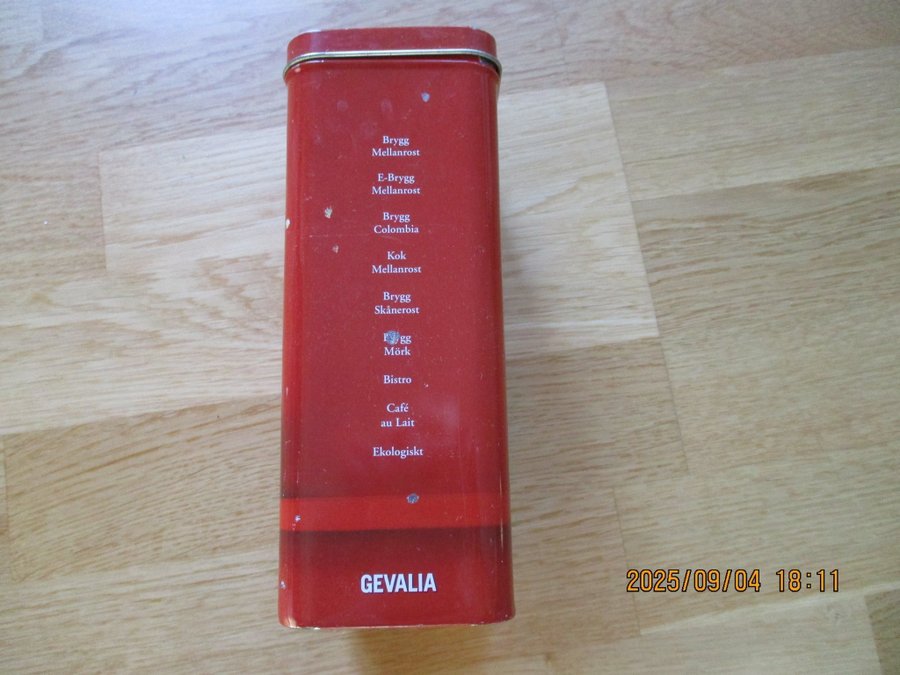 Brygg
Mellanrost
E-Brygg
Mellanrost
Brygg
Colombia
Kok
Mellanrost
Brygg
Skånerost
Brygg
Mörk
Bistro
Café
au Lait
Ekologiskt
GEVALIA
2025/09/04 18:11